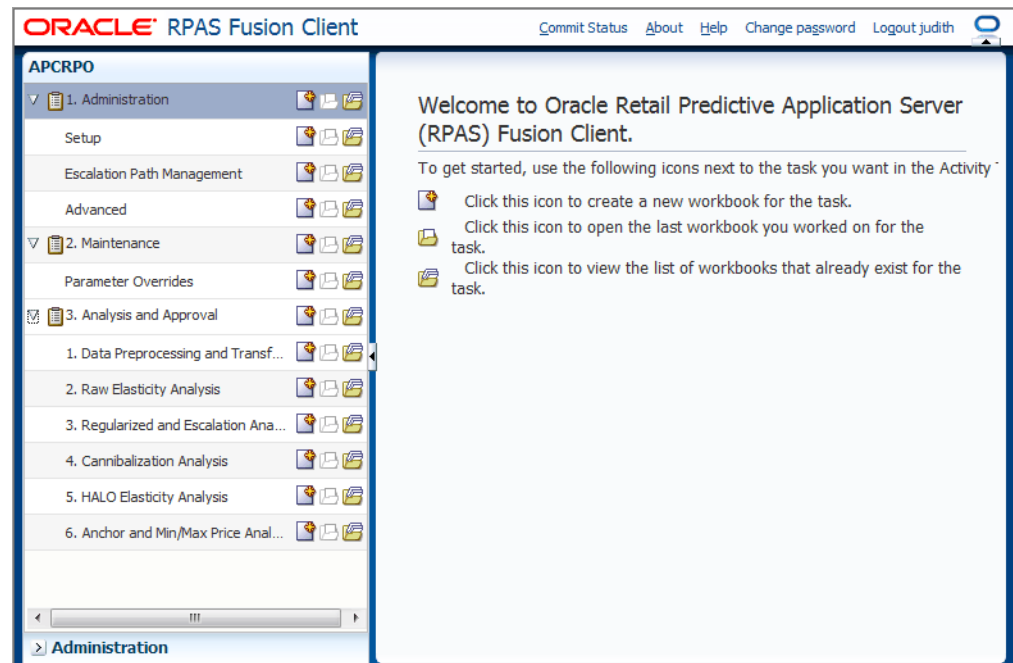 ORACLE RPAS Fusion Client
Commit Status About Help Change password Logout judith
APCRPO
1. Administration
Setup
Escalation Path Management
Advanced
2. Maintenance
Parameter Overrides
3. Analysis and Approval
1. Data Preprocessing and Transf...
2. Raw Elasticity Analysis
3. Regularized and Escalation Ana...
4. Cannibalization Analysis
5. HALO Elasticity Analysis
6. Anchor and Min/Max Price Anal...
Administration
Welcome to Oracle Retail Predictive Application Server
(RPAS) Fusion Client.
To get started, use the following icons next to the task you want in the Activity
Click this icon to create a new workbook for the task.
Click this icon to open the last workbook you worked on for the
task.
Click this icon to view the list of workbooks that already exist for the
task.